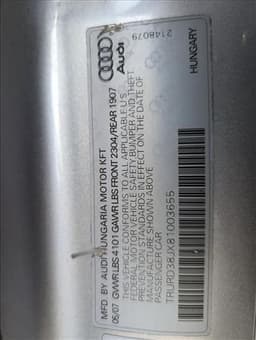 Audi
2148079
MFD BY AUDI HUNGARIA MOTOR KFT
05/07 GVWR LBS 4101 GAWR LBS FRONT 2304/REAR 1907
THIS VEHICLE CONFORMS TO ALL APPLICABLE U.S.
FEDERAL MOTOR VEHICLE SAFETY BUMPER AND THEFT
PREVENTION STANDARDS IN EFFECT ON THE DATE OF
MANUFACTURE SHOWN ABOVE
PASSENGER CAR
TRURD38JX81003655
HUNGARY